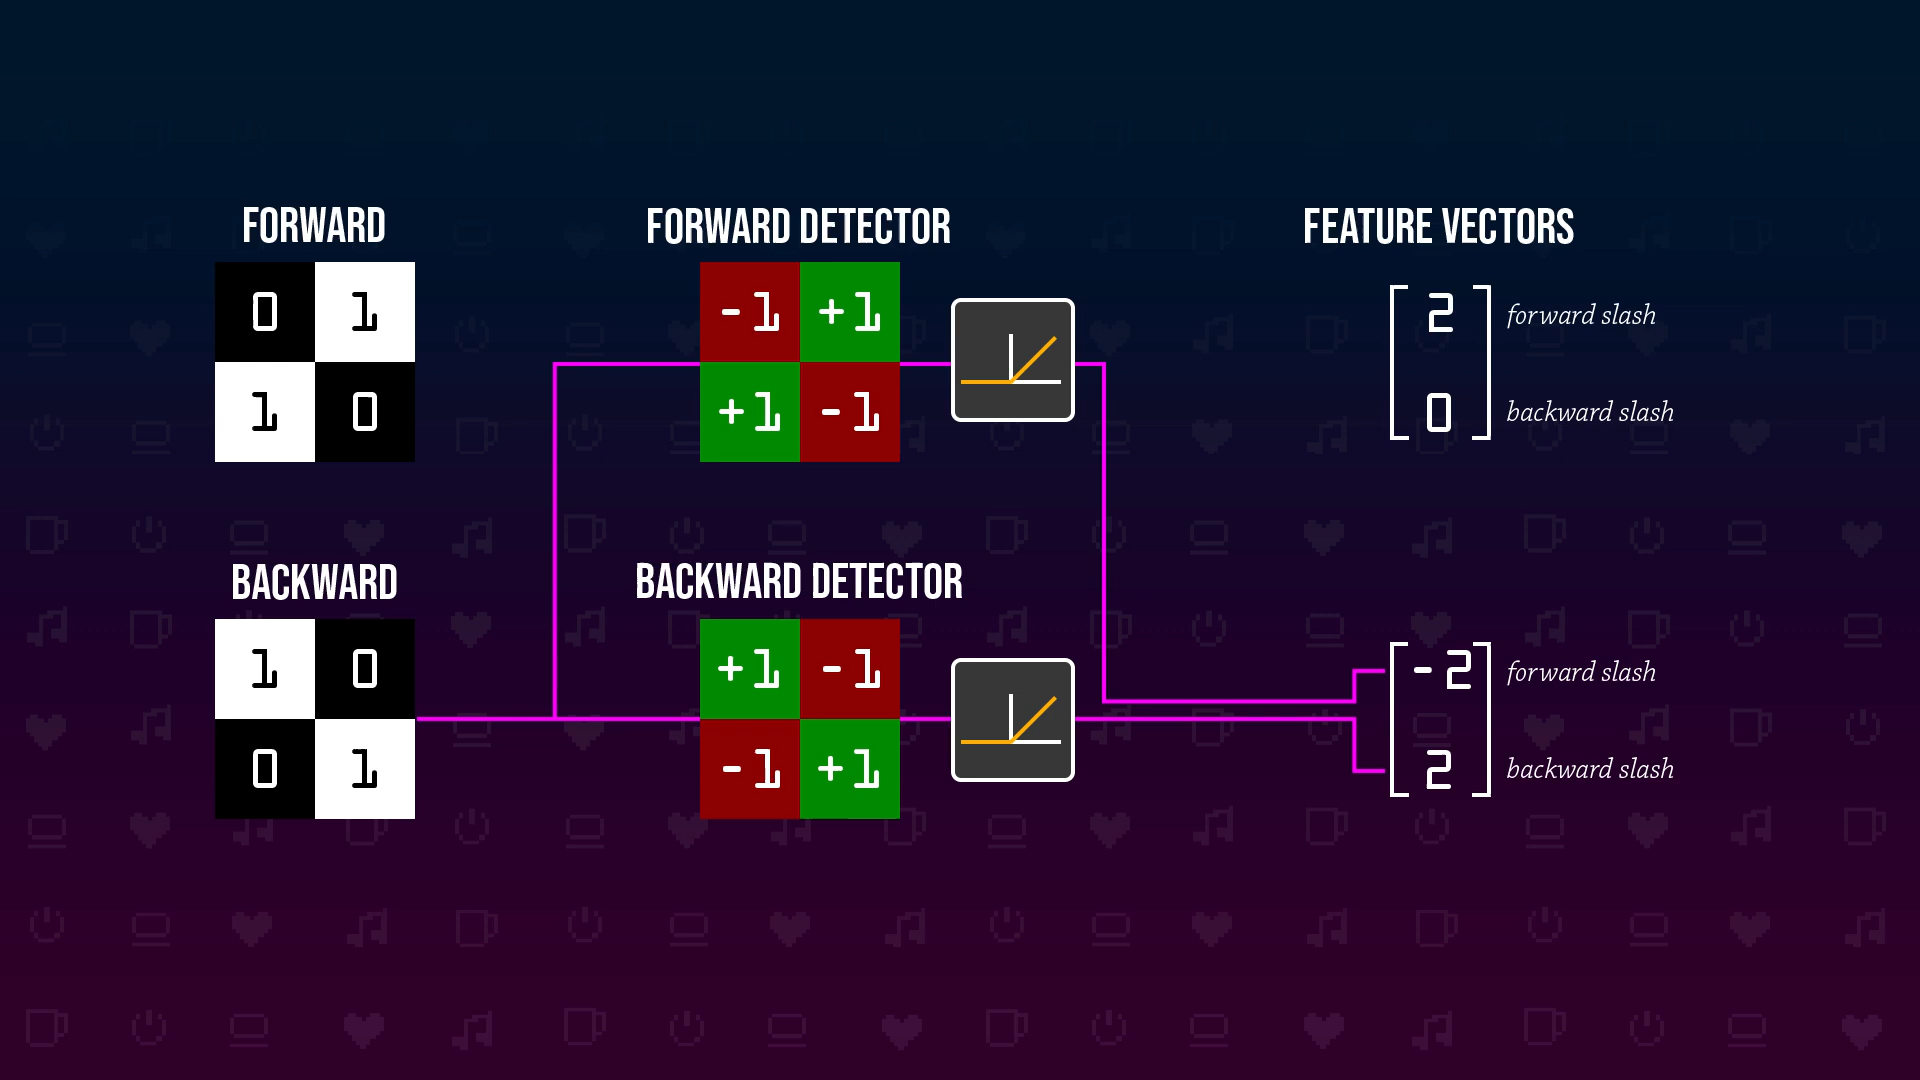 FORWARD
FORWARD DETECTOR
FEATURE VECTORS
0 1
-1 +1
2 forward slash
1 0
+1 -1
0 backward slash
BACKWARD
BACKWARD DETECTOR
1 0
+1 -1
-2 forward slash
0 1
-1 +1
2 backward slash